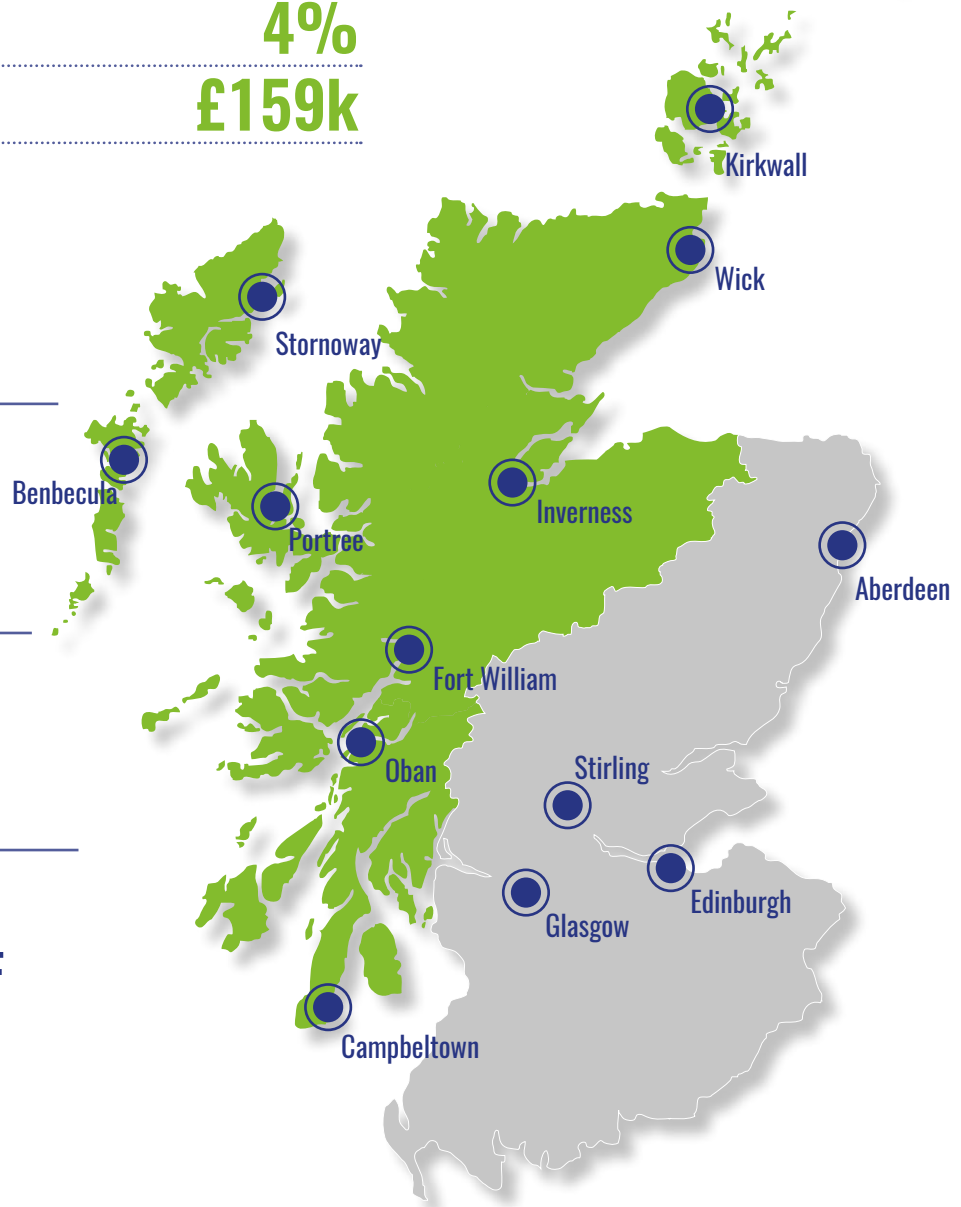 4%
£159k
Kirkwall
Wick
Stornoway
Benbecula
Inverness
Portree
Aberdeen
Fort William
Oban
Stirling
Edinburgh
Glasgow
Campbeltown